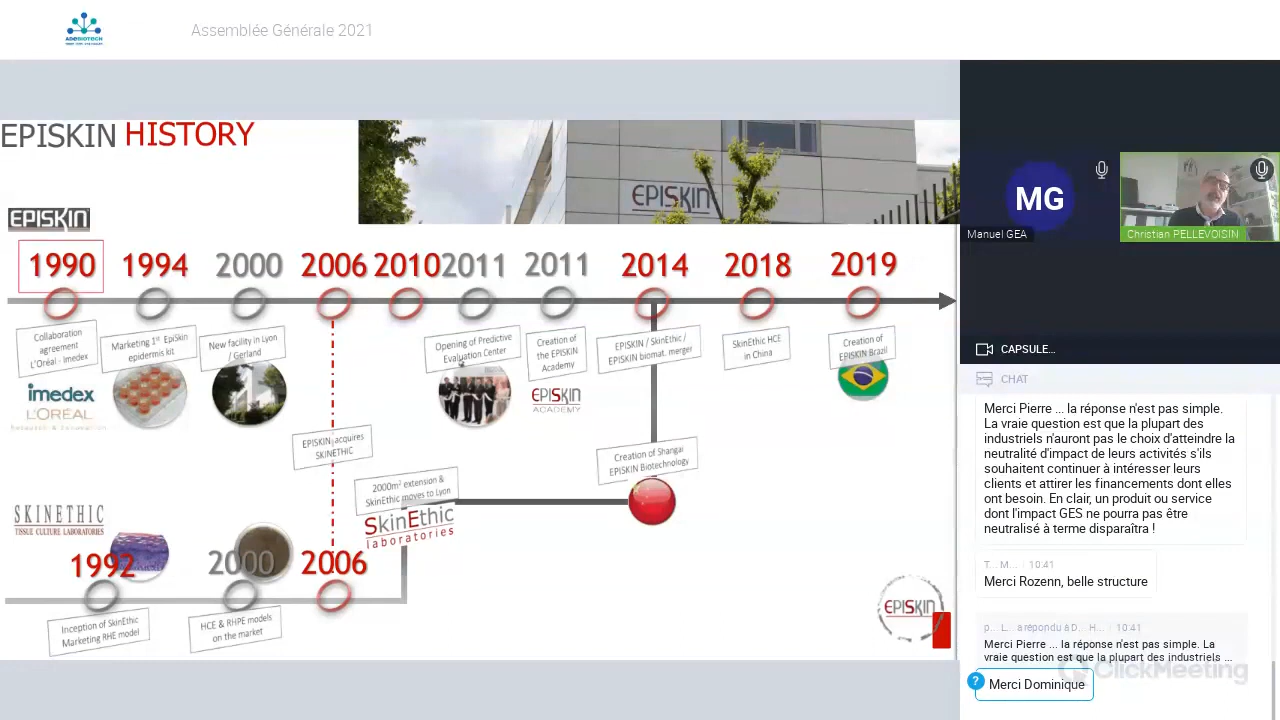 ADEBIOTECH
Assemblée Générale 2021
EPISKIN HISTORY
EPISKIN
EPISKIN
1990 1994 2000 2006 2010 2011 2011 2014 2018 2019
Collaboration
agreement
L'Oréal - Imedex
Marketing 1st EpiSkin
epidermis kit
New facility in Lyon
/ Gerland
Opening of Predictive
Evaluation Center
Creation of
the EPISKIN
Academy
EPISKIN / SkinEthic /
EPISKIN biomat. merger
SkinEthic HCE
in China
Creation of
EPISKIN Brazil
imedex
L'ORÉAL
EPISKIN
ACADEMY
EPISKIN acquires
SKINETHIC
2000m² extension &
SkinEthic moves to Lyon
SkinEthic
laboratories
Creation of Shangai
EPISKIN Biotechnology
SKINETHIC
TISSUE CULTURE LABORATORIES
1992 2000 2006
Inception of SkinEthic
Marketing RHE model
HCE & RHPE models
on the market
EPISKIN
MG
Manuel GEA
Christian PELLEVOISIN
CAPSULE...
CHAT
Merci Pierre ... la réponse n'est pas simple.
La vraie question est que la plupart des
industriels n'auront pas le choix d'atteindre la
neutralité d'impact de leurs activités s'ils
souhaitent continuer à intéresser leurs
clients et attirer les financements dont elles
ont besoin. En clair, un produit ou service
dont l'impact GES ne pourra pas être
neutralisé à terme disparaîtra !
T... M... 10:41
Merci Rozenn, belle structure
p... L... a répondu à D... H... 10:41
Merci Pierre ... la réponse n'est pas simple. La
vraie question est que la plupart des industriels ...
ClickMeeting
? Merci Dominique